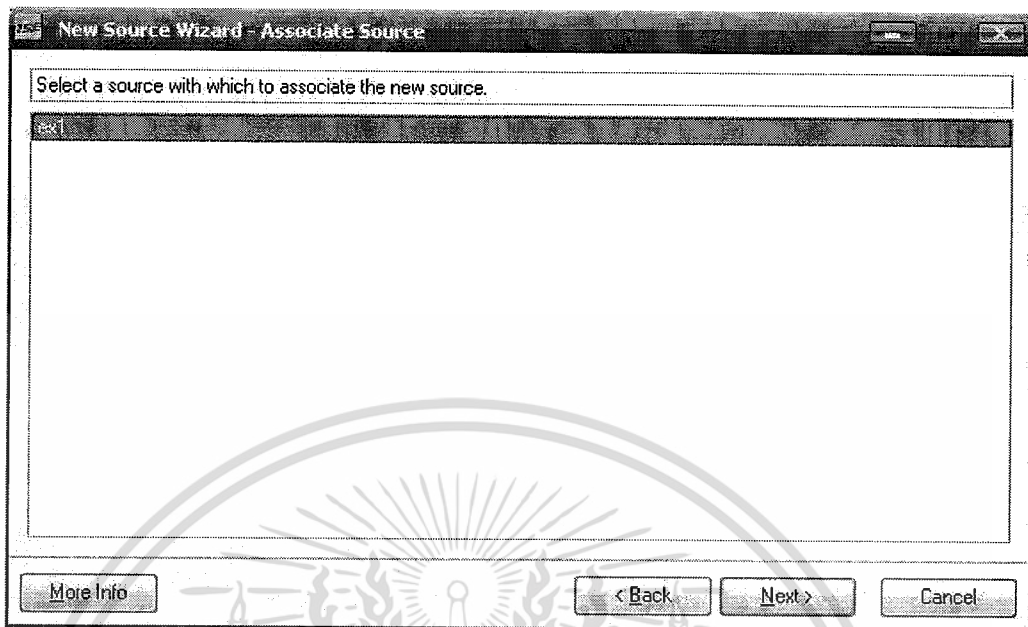 New Source Wizard - Associate Source
Select a source with which to associate the new source.
ex1
More Info
< Back
Next >
Cancel